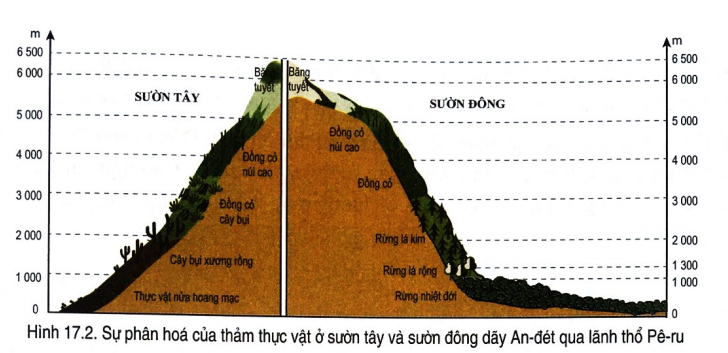 m
6 500
6 000
5 000
4 000
3 000
2 000
1 000
0
SƯỜN TÂY
Băng
tuyết
Đồng cỏ
núi cao
Đồng cỏ
cây bụi
Cây bụi xương rồng
Thực vật nửa hoang mạc
Băng
tuyết
SƯỜN ĐÔNG
Đồng cỏ
núi cao
Đồng cỏ
Rừng lá kim
Rừng lá rộng
Rừng nhiệt đới
m
6 500
6 000
5 000
4 000
3 000
2 000
1 300
1 000
0
Hình 17.2. Sự phân hoá của thảm thực vật ở sườn tây và sườn đông dãy An-đét qua lãnh thổ Pê-ru